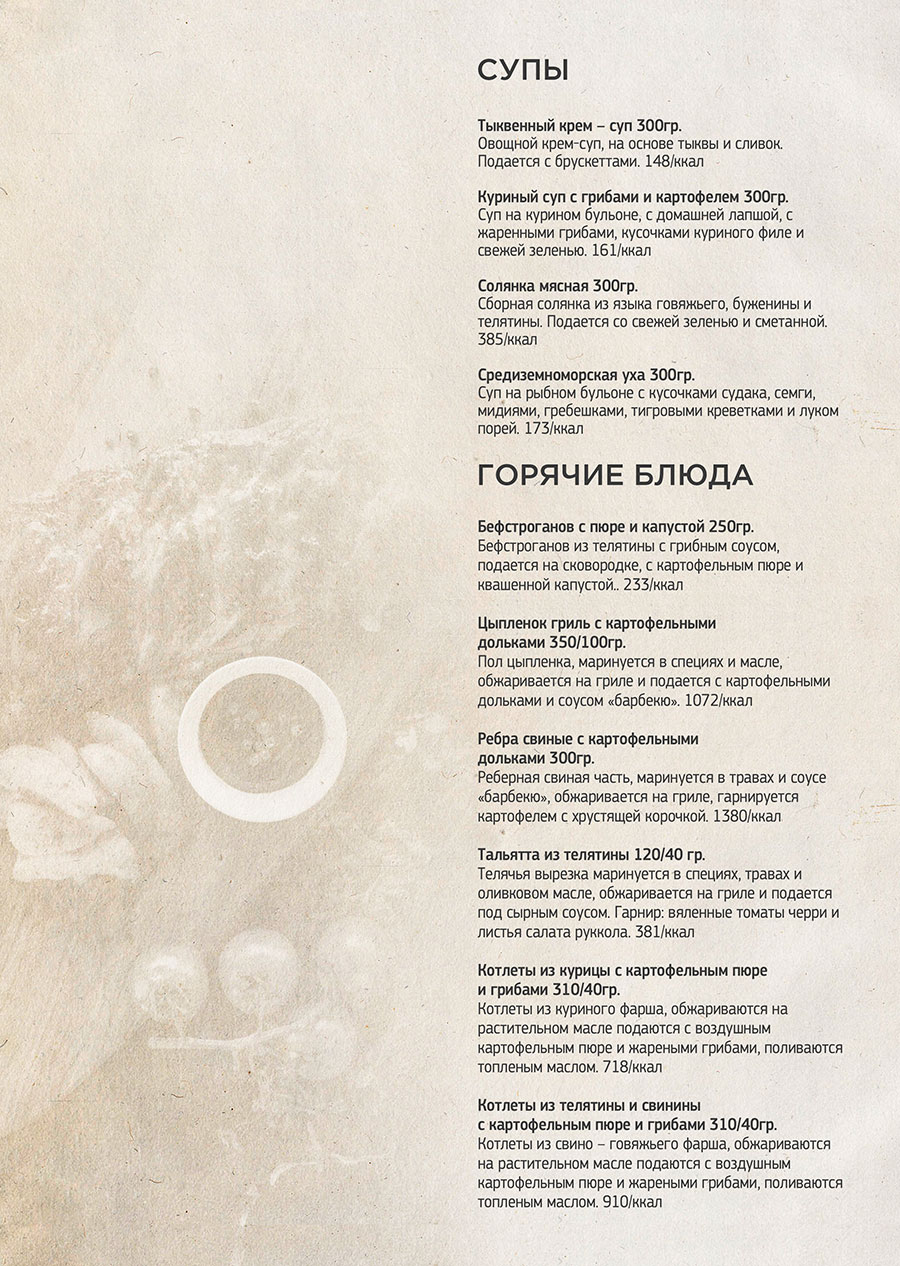 СУПЫ
Тыквенный крем – суп 300гр.
Овощной крем-суп, на основе тыквы и сливок.
Подается с брускеттами. 148/ккал
Куриный суп с грибами и картофелем 300гр.
Суп на курином бульоне, с домашней лапшой, с
жаренными грибами, кусочками куриного филе и
свежей зеленью. 161/ккал
Солянка мясная 300гр.
Сборная солянка из языка говяжьего, буженины и
телятины. Подается со свежей зеленью и сметанной.
385/ккал
Средиземноморская уха 300гр.
Суп на рыбном бульоне с кусочками судака, семги,
мидиями, гребешками, тигровыми креветками и луком
порей. 173/ккал
ГОРЯЧИЕ БЛЮДА
Бефстроганов с пюре и капустой 250гр.
Бефстроганов из телятины с грибным соусом,
подается на сковородке, с картофельным пюре и
квашенной капустой.. 233/ккал
Цыпленок гриль с картофельными
дольками 350/100гр.
Пол цыпленка, маринуется в специях и масле,
обжаривается на гриле и подается с картофельными
дольками и соусом «барбекю». 1072/ккал
Ребра свиные с картофельными
дольками 300гр.
Реберная свиная часть, маринуется в травах и соусе
«барбекю», обжаривается на гриле, гарнируется
картофелем с хрустящей корочкой. 1380/ккал
Тальятта из телятины 120/40 гр.
Телячья вырезка маринуется в специях, травах и
оливковом масле, обжаривается на гриле и подается
под сырным соусом. Гарнир: вяленные томаты черри и
листья салата руккола. 381/ккал
Котлеты из курицы с картофельным пюре
и грибами 310/40гр.
Котлеты из куриного фарша, обжариваются на
растительном масле подаются с воздушным
картофельным пюре и жареными грибами, поливаются
топленым маслом. 718/ккал
Котлеты из телятины и свинины
с картофельным пюре и грибами 310/40гр.
Котлеты из свино – говяжьего фарша, обжариваются
на растительном масле подаются с воздушным
картофельным пюре и жареными грибами, поливаются
топленым маслом. 910/ккал